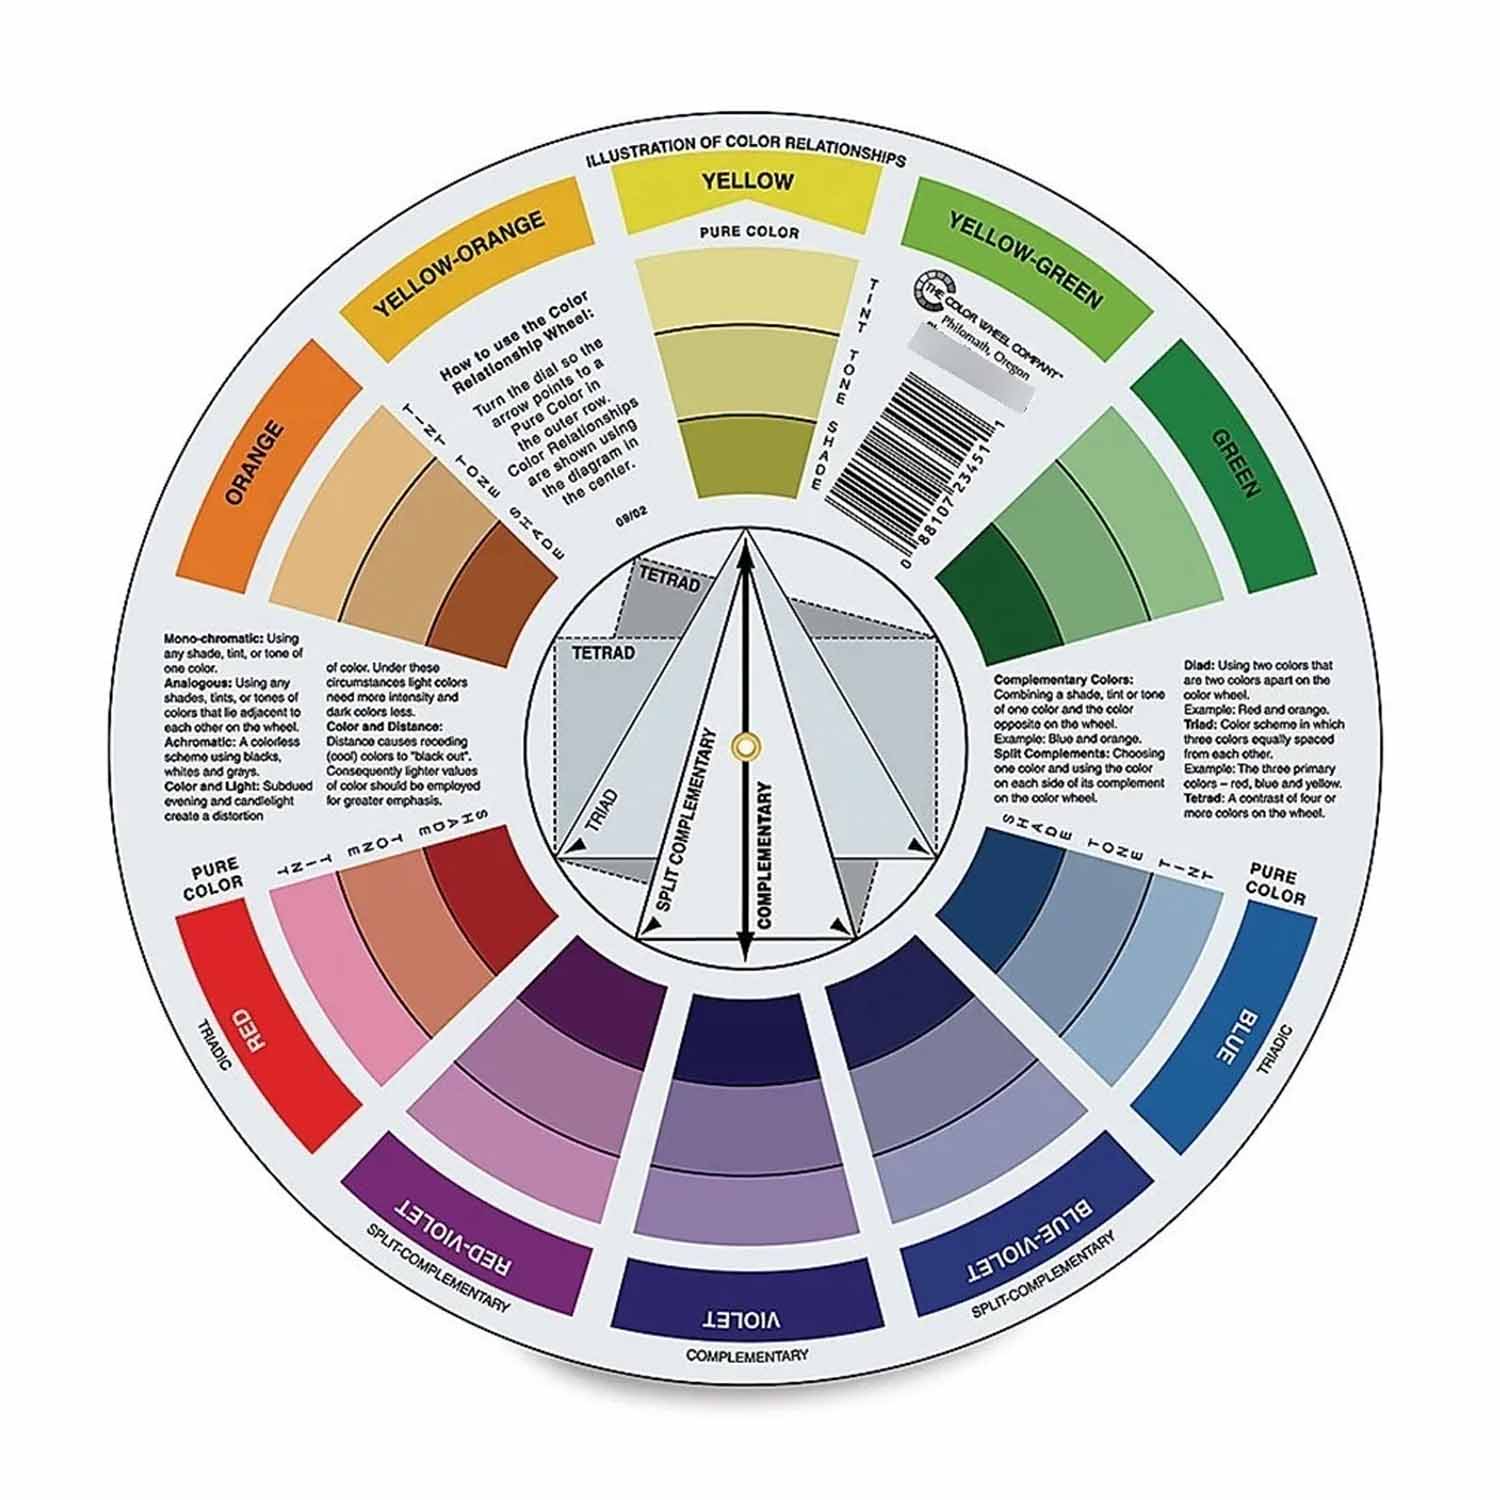 ILLUSTRATION OF COLOR RELATIONSHIPS
YELLOW
PURE COLOR
TINT TONE SHADE
YELLOW-GREEN
THE COLOR WHEEL COMPANY™
Philomath, Oregon
0 88107 23451 1
GREEN
YELLOW-ORANGE
How to use the Color
Relationship Wheel:
Turn the dial so the
arrow points to a
Pure Color in
the outer row.
Color Relationships
are shown using
the diagram in
the center.
09/02
ORANGE
TINT TONE SHADE
TETRAD
TETRAD
TRIAD
SPLIT COMPLEMENTARY
COMPLEMENTARY
Mono-chromatic: Using
any shade, tint, or tone of
one color.
Analogous: Using any
shades, tints, or tones of
colors that lie adjacent to
each other on the wheel.
Achromatic: A colorless
scheme using blacks,
whites and grays.
Color and Light: Subdued
evening and candlelight
create a distortion
of color. Under these
circumstances light colors
need more intensity and
dark colors less.
Color and Distance:
Distance causes receding
(cool) colors to "black out".
Consequently lighter values
of color should be employed
for greater emphasis.
Complementary Colors:
Combining a shade, tint or tone
of one color and the color
opposite on the wheel.
Example: Blue and orange.
Split Complements: Choosing
one color and using the color
on each side of its complement
on the color wheel.
Diad: Using two colors that
are two colors apart on the
color wheel.
Example: Red and orange.
Triad: Color scheme in which
three colors equally spaced
from each other.
Example: The three primary
colors – red, blue and yellow.
Tetrad: A contrast of four or
more colors on the wheel.
SHADE TONE TINT
PURE
COLOR
RED
TRIADIC
SHADE TONE TINT
PURE
COLOR
BLUE
TRIADIC
RED-VIOLET
SPLIT-COMPLEMENTARY
VIOLET
COMPLEMENTARY
BLUE-VIOLET
SPLIT-COMPLEMENTARY